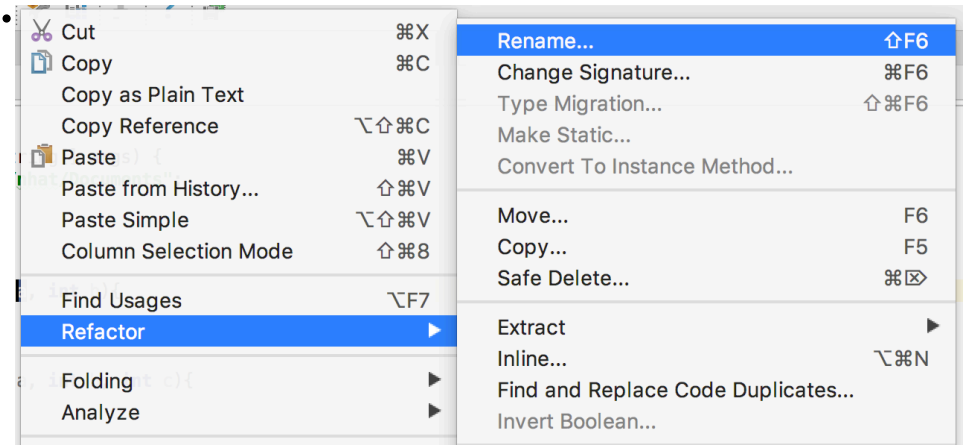 Cut ⌘X
Copy ⌘C
Copy as Plain Text
Copy Reference ⌥⇧⌘C
Paste ⌘V
Paste from History... ⇧⌘V
Paste Simple ⌥⇧⌘V
Column Selection Mode ⇧⌘8
Find Usages ⌥F7
Refactor
Folding
Analyze
Rename... ⇧F6
Change Signature... ⌘F6
Type Migration... ⇧⌘F6
Make Static...
Convert To Instance Method...
Move... F6
Copy... F5
Safe Delete... ⌘⌦
Extract
Inline... ⌥⌘N
Find and Replace Code Duplicates...
Invert Boolean...